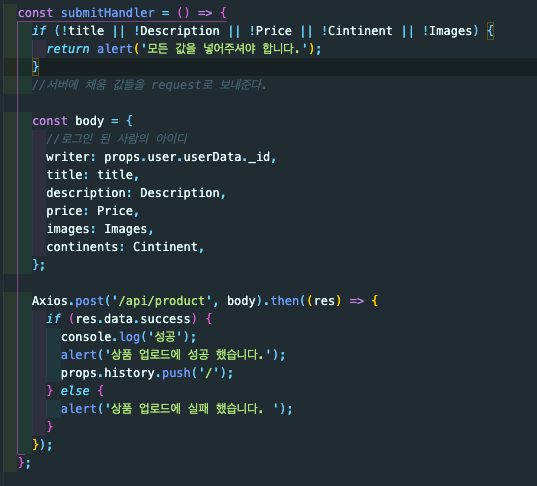 const submitHandler = () => {
if (!title || !Description || !Price || !Cintinent || !Images) {
return alert('모든 값을 넣어주셔야 합니다.');
}
//서버에 채움 값들을 request로 보내준다.
const body = {
//로그인 된 사람의 아이디
writer: props.user.userData._id,
title: title,
description: Description,
price: Price,
images: Images,
continents: Cintinent,
};
Axios.post('/api/product', body).then((res) => {
if (res.data.success) {
console.log('성공');
alert('상품 업로드에 성공 했습니다.');
props.history.push('/');
} else {
alert('상품 업로드에 실패 했습니다. ');
}
});
};